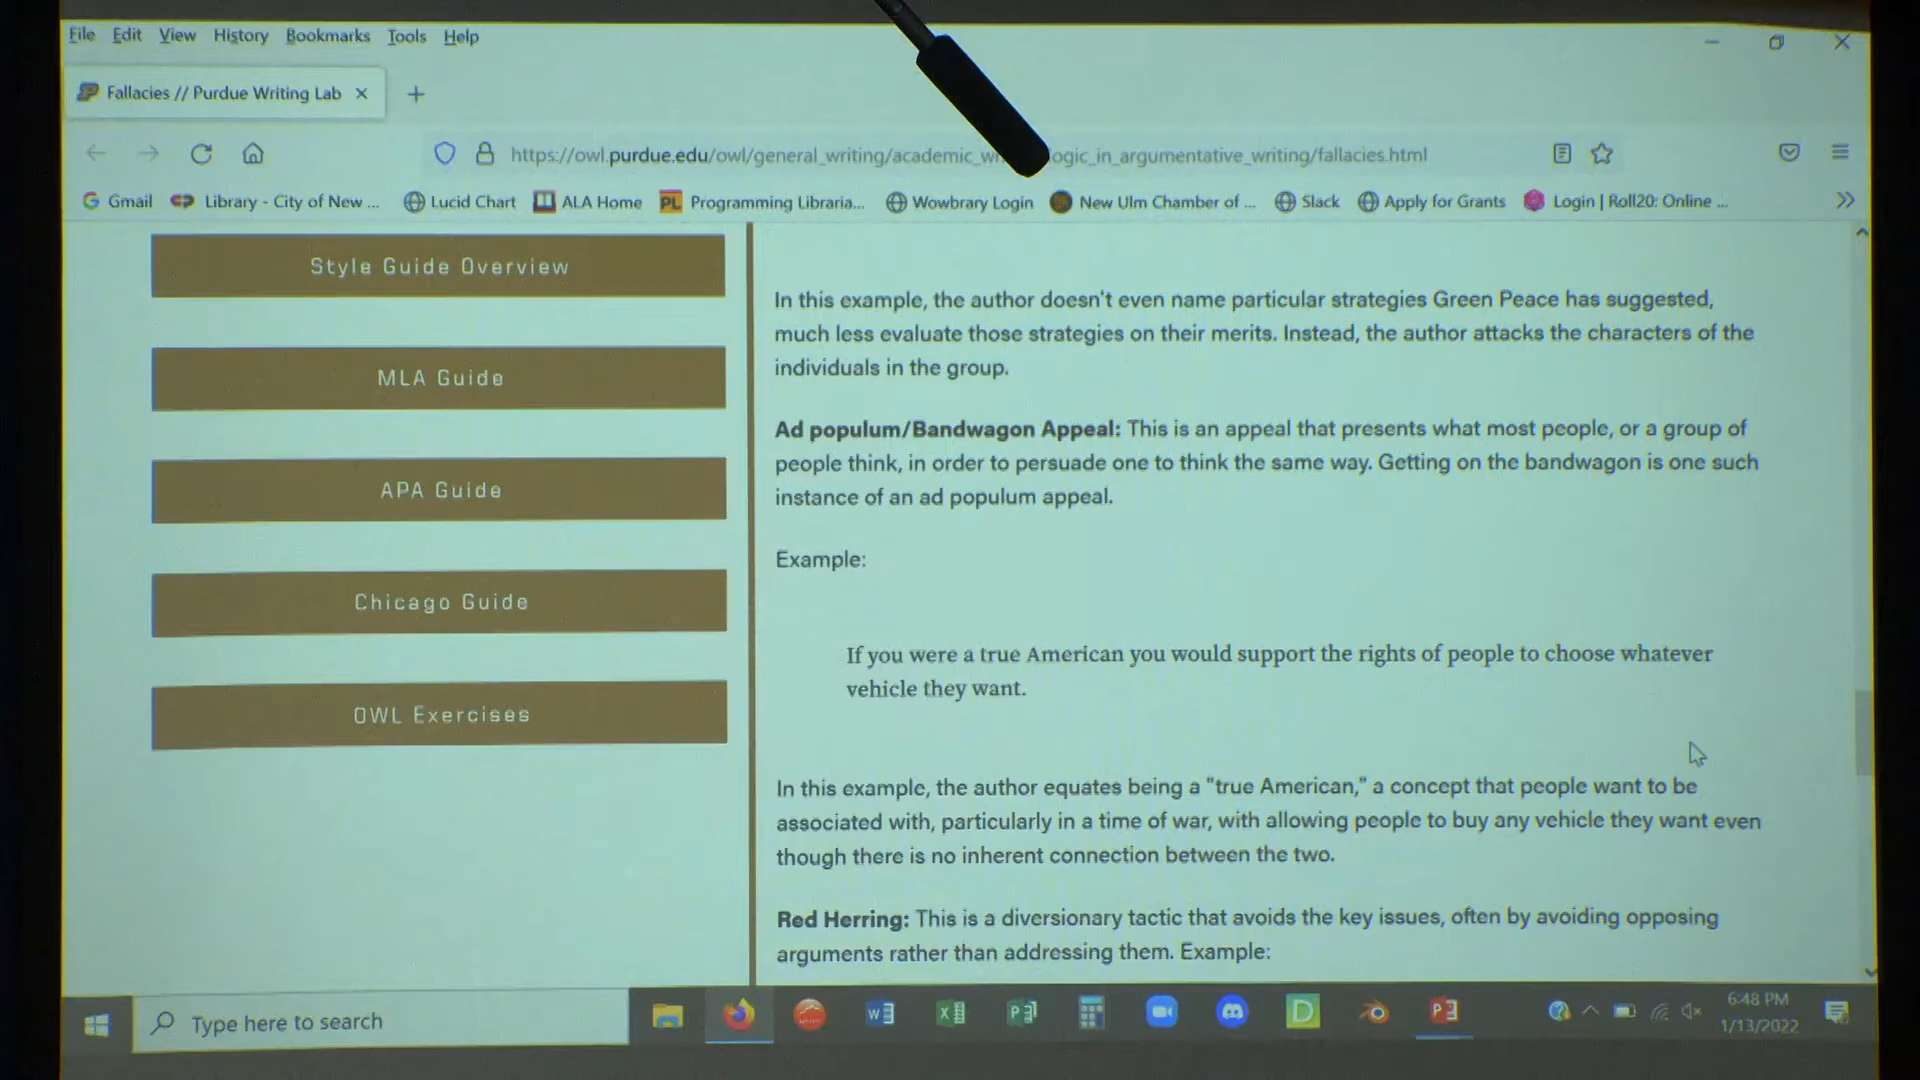 File Edit View History Bookmarks Tools Help
Fallacies // Purdue Writing Lab
https://owl.purdue.edu/owl/general_writing/academic_wr ogic_in_argumentative_writing/fallacies.html
Gmail Library - City of New ... Lucid Chart ALA Home PL Programming Libraria... Wowbrary Login New Ulm Chamber of ... Slack Apply for Grants Login | Roll20: Online ...
Style Guide Overview
MLA Guide
APA Guide
Chicago Guide
OWL Exercises
In this example, the author doesn't even name particular strategies Green Peace has suggested,
much less evaluate those strategies on their merits. Instead, the author attacks the characters of the
individuals in the group.
Ad populum/Bandwagon Appeal: This is an appeal that presents what most people, or a group of
people think, in order to persuade one to think the same way. Getting on the bandwagon is one such
instance of an ad populum appeal.
Example:
If you were a true American you would support the rights of people to choose whatever
vehicle they want.
In this example, the author equates being a "true American," a concept that people want to be
associated with, particularly in a time of war, with allowing people to buy any vehicle they want even
though there is no inherent connection between the two.
Red Herring: This is a diversionary tactic that avoids the key issues, often by avoiding opposing
arguments rather than addressing them. Example:
Type here to search
6:48 PM
1/13/2022